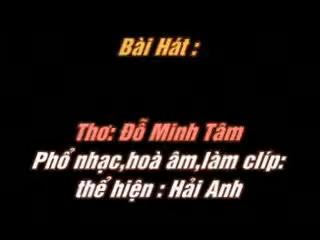 Bài Hát :
Thơ: Đỗ Minh Tâm
Phổ nhạc,hoà âm,làm clíp:
thể hiện : Hải Anh